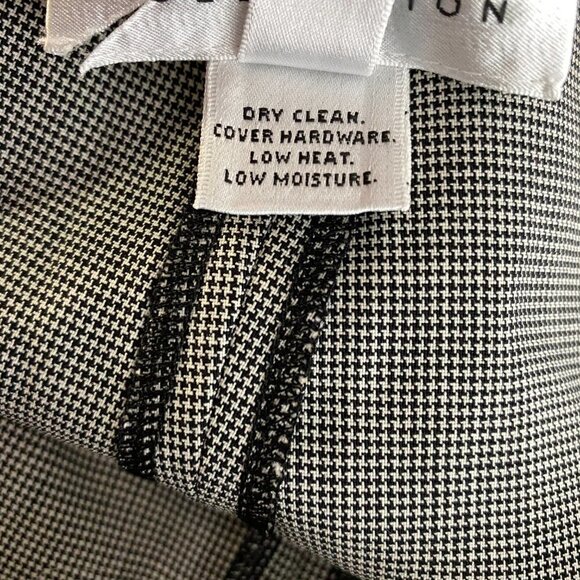 DRY CLEAN.
COVER HARDWARE.
LOW HEAT.
LOW MOISTURE.